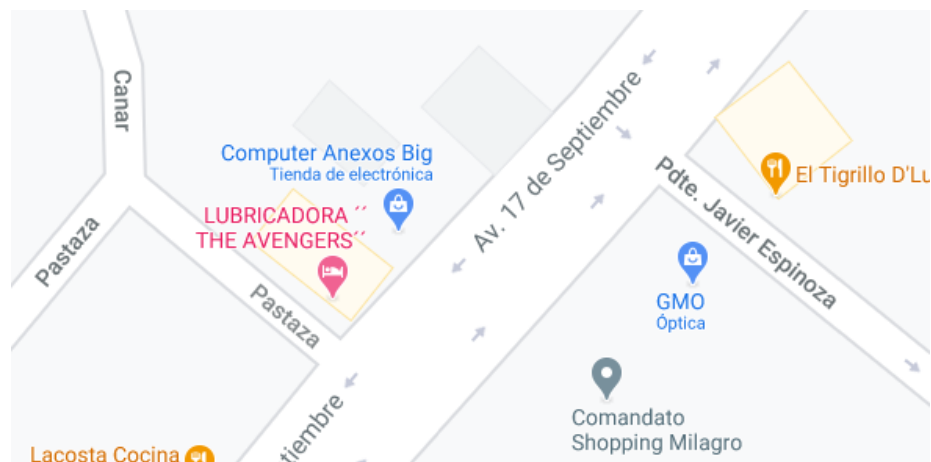 Canar
Computer Anexos Big
Tienda de electrónica
Av. 17 de Septiembre
Pdte. Javier Espinoza
El Tigrillo D'Lu
LUBRICADORA ´´
THE AVENGERS´´
Pastaza
Pastaza
GMO
Óptica
Comandato
Shopping Milagro
tiembre
Lacosta Cocina